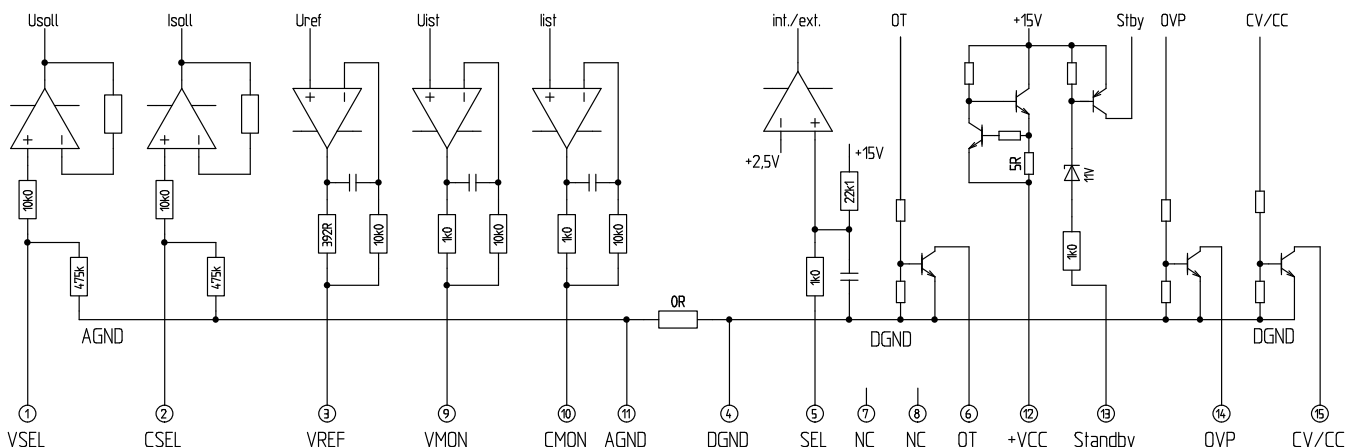 Usoll Isoll Uref Uist Iist int./ext. OT +15V Stby OVP CV/CC
+ - + - + - + - + - - +
+2,5V +15V
5R 11V
10k0 10k0 22k1
392R 10k0 1k0 10k0 1k0 10k0
475k 475k 1k0 1k0
0R
AGND DGND DGND
1 2 3 9 10 11 4 5 7 8 6 12 13 14 15
VSEL CSEL VREF VMON CMON AGND DGND SEL NC NC OT +VCC Standby OVP CV/CC